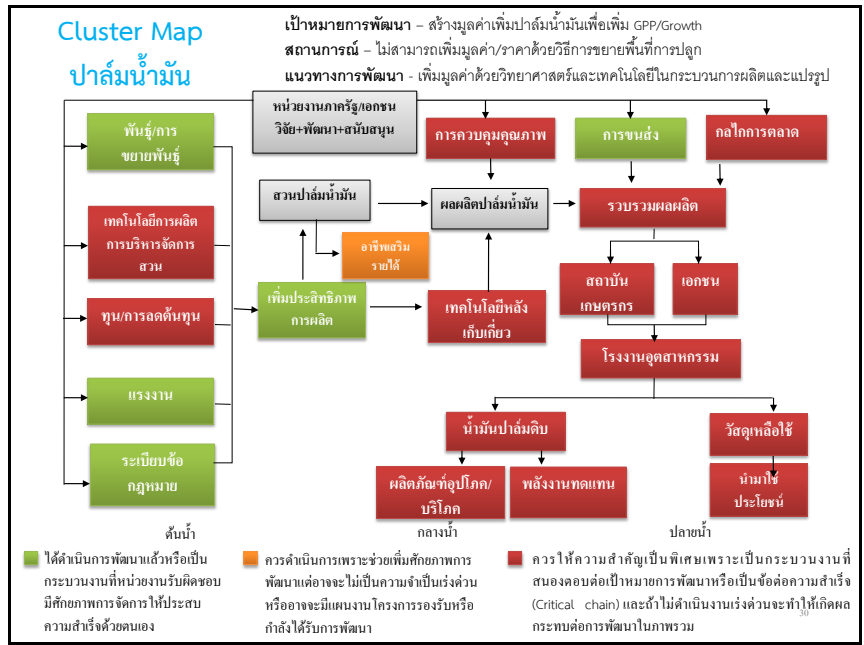 Cluster Map
ปาล์มน้ำมัน
เป้าหมายการพัฒนา – สร้างมูลค่าเพิ่มปาล์มน้ำมันเพื่อเพิ่ม GPP/Growth
สถานการณ์ – ไม่สามารถเพิ่มมูลค่า/ราคาด้วยวิธีการขยายพื้นที่การปลูก
แนวทางการพัฒนา - เพิ่มมูลค่าด้วยวิทยาศาสตร์และเทคโนโลยีในกระบวนการผลิตและแปรรูป
หน่วยงานภาครัฐ/เอกชน
วิจัย+พัฒนา+สนับสนุน
พันธุ์/การ
ขยายพันธุ์
การควบคุมคุณภาพ
การขนส่ง
กลไกการตลาด
สวนปาล์มน้ำมัน
ผลผลิตปาล์มน้ำมัน
รวบรวมผลผลิต
เทคโนโลยีการผลิต
การบริหารจัดการ
สวน
อาชีพเสริม
รายได้
สถาบัน
เกษตรกร
เอกชน
เพิ่มประสิทธิภาพ
การผลิต
เทคโนโลยีหลัง
เก็บเกี่ยว
ทุน/การลดต้นทุน
โรงงานอุตสาหกรรม
แรงงาน
น้ำมันปาล์มดิบ
วัสดุเหลือใช้
ระเบียบข้อ
กฎหมาย
ผลิตภัณฑ์อุปโภค/
บริโภค
พลังงานทดแทน
นำมาใช้
ประโยชน์
ต้นน้ำ
กลางน้ำ
ปลายน้ำ
ได้ดำเนินการพัฒนาแล้วหรือเป็น
กระบวนงานที่หน่วยงานรับผิดชอบ
มีศักยภาพการจัดการให้ประสบ
ความสำเร็จด้วยตนเอง
ควรดำเนินการเพราะช่วยเพิ่มศักยภาพการ
พัฒนาแต่อาจจะไม่เป็นความจำเป็นเร่งด่วน
หรืออาจจะมีแผนงานโครงการรองรับหรือ
กำลังได้รับการพัฒนา
ควรให้ความสำคัญเป็นพิเศษเพราะเป็นกระบวนงานที่
สนองตอบต่อเป้าหมายการพัฒนาหรือเป็นข้อต่อความสำเร็จ
(Critical chain) และถ้าไม่ดำเนินงานเร่งด่วนจะทำให้เกิดผล
กระทบต่อการพัฒนาในภาพรวม
30